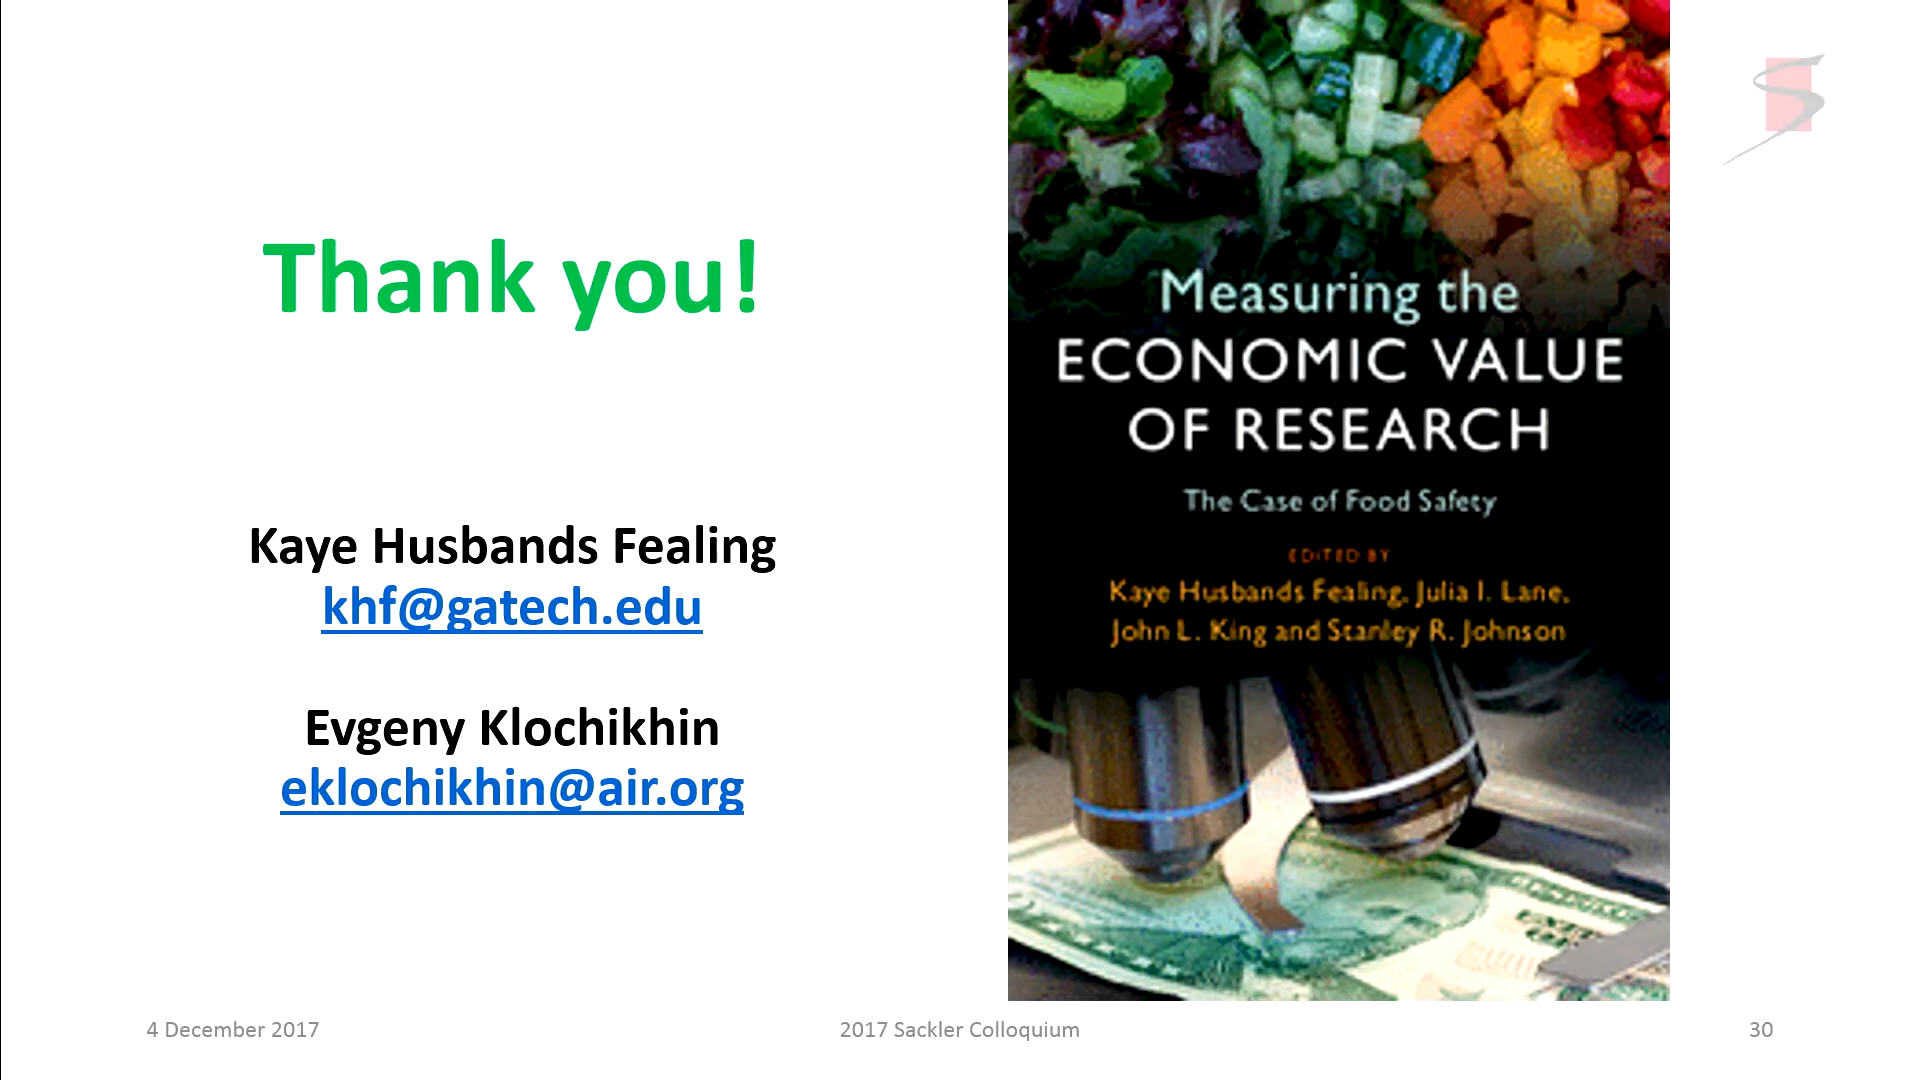 Thank you!
Kaye Husbands Fealing
khf@gatech.edu
Evgeny Klochikhin
eklochikhin@air.org
Measuring the
ECONOMIC VALUE
OF RESEARCH
The Case of Food Safety
EDITED BY
Kaye Husbands Fealing, Julia I. Lane,
John L. King and Stanley R. Johnson
4 December 2017
2017 Sackler Colloquium
30